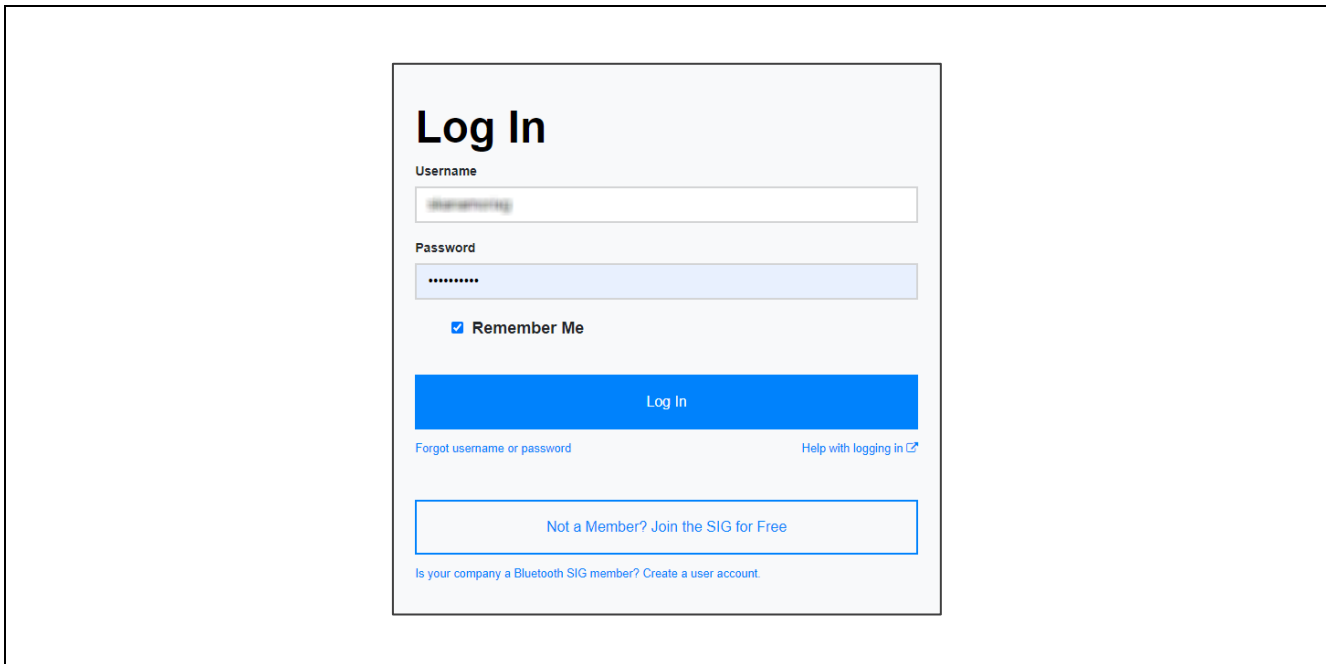 Log In
Username
Password
••••••••••
Remember Me
Log In
Forgot username or password
Help with logging in
Not a Member? Join the SIG for Free
Is your company a Bluetooth SIG member? Create a user account.